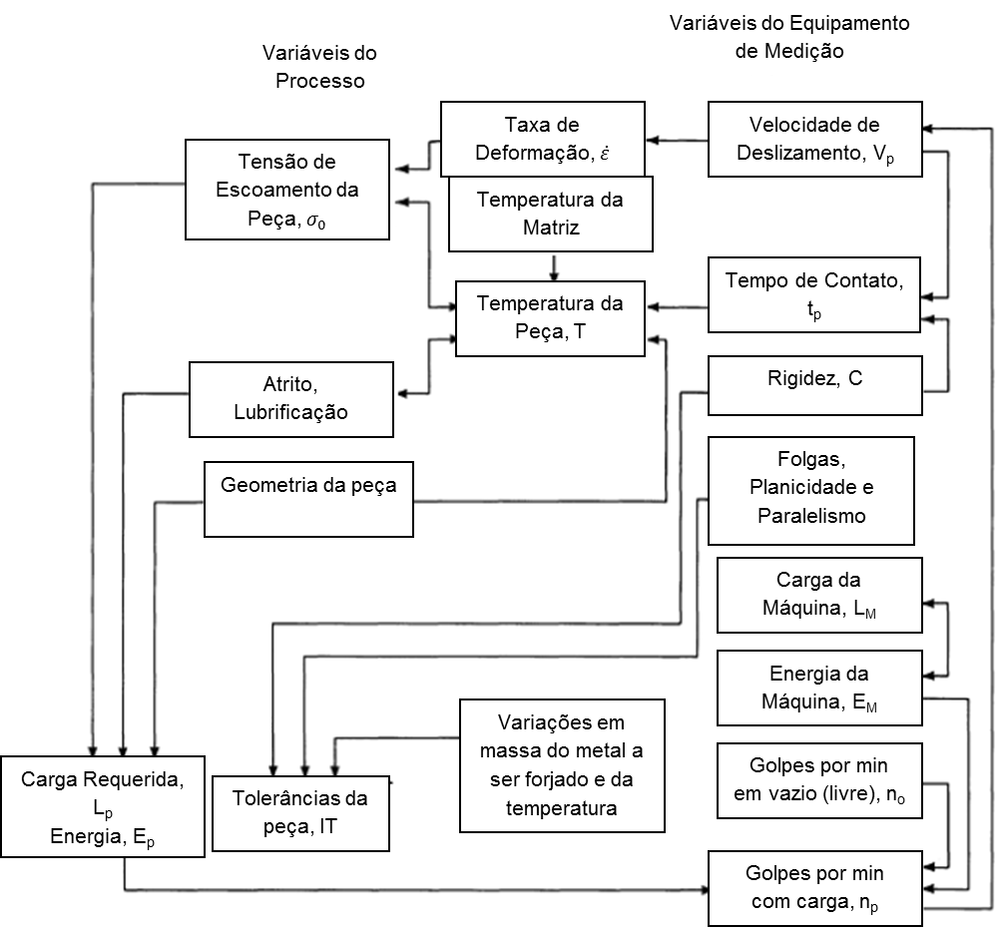 Variáveis do
Processo
Variáveis do Equipamento
de Medição
Taxa de
Deformação, ε̇
Velocidade de
Deslizamento, Vₚ
Tensão de
Escoamento da
Peça, σ₀
Temperatura da
Matriz
Temperatura da
Peça, T
Tempo de Contato,
tₚ
Atrito,
Lubrificação
Rigidez, C
Geometria da peça
Folgas,
Planicidade e
Paralelismo
Carga da
Máquina, L_M
Energia da
Máquina, E_M
Variações em
massa do metal a
ser forjado e da
temperatura
Golpes por min
em vazio (livre), nₒ
Carga Requerida,
Lₚ
Energia, Eₚ
Tolerâncias da
peça, IT
Golpes por min
com carga, nₚ